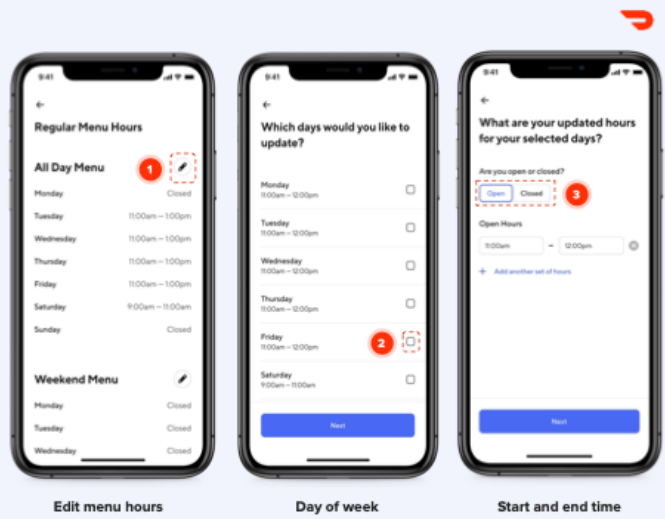 9:41
←
Regular Menu Hours
All Day Menu
1
Monday Closed
Tuesday 11:00am – 1:00pm
Wednesday 11:00am – 1:00pm
Thursday 11:00am – 1:00pm
Friday 11:00am – 1:00pm
Saturday 9:00am – 11:00am
Sunday Closed
Weekend Menu
Monday Closed
Tuesday Closed
Wednesday Closed
Edit menu hours
9:41
←
Which days would you like to
update?
Monday
11:00am – 12:00pm
Tuesday
11:00am – 12:00pm
Wednesday
11:00am – 12:00pm
Thursday
11:00am – 12:00pm
Friday
11:00am – 12:00pm
2
Saturday
9:00am – 11:00am
Next
Day of week
9:41
←
What are your updated hours
for your selected days?
Are you open or closed?
Open Closed
3
Open Hours
11:00am – 12:00pm
+ Add another set of hours
Next
Start and end time